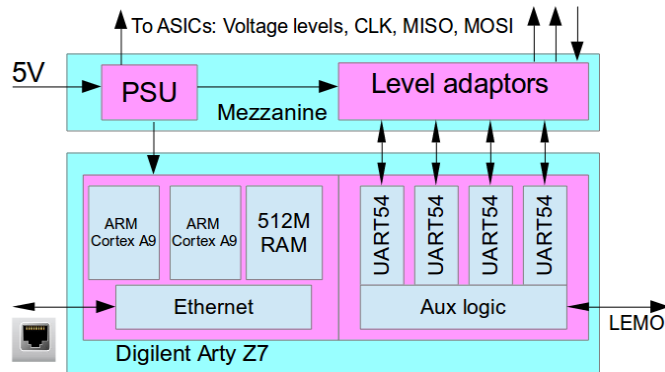 To ASICs: Voltage levels, CLK, MISO, MOSI
5V
PSU
Mezzanine
Level adaptors
ARM
Cortex A9
ARM
Cortex A9
512M
RAM
UART54
UART54
UART54
UART54
Ethernet
Aux logic
LEMO
Digilent Arty Z7